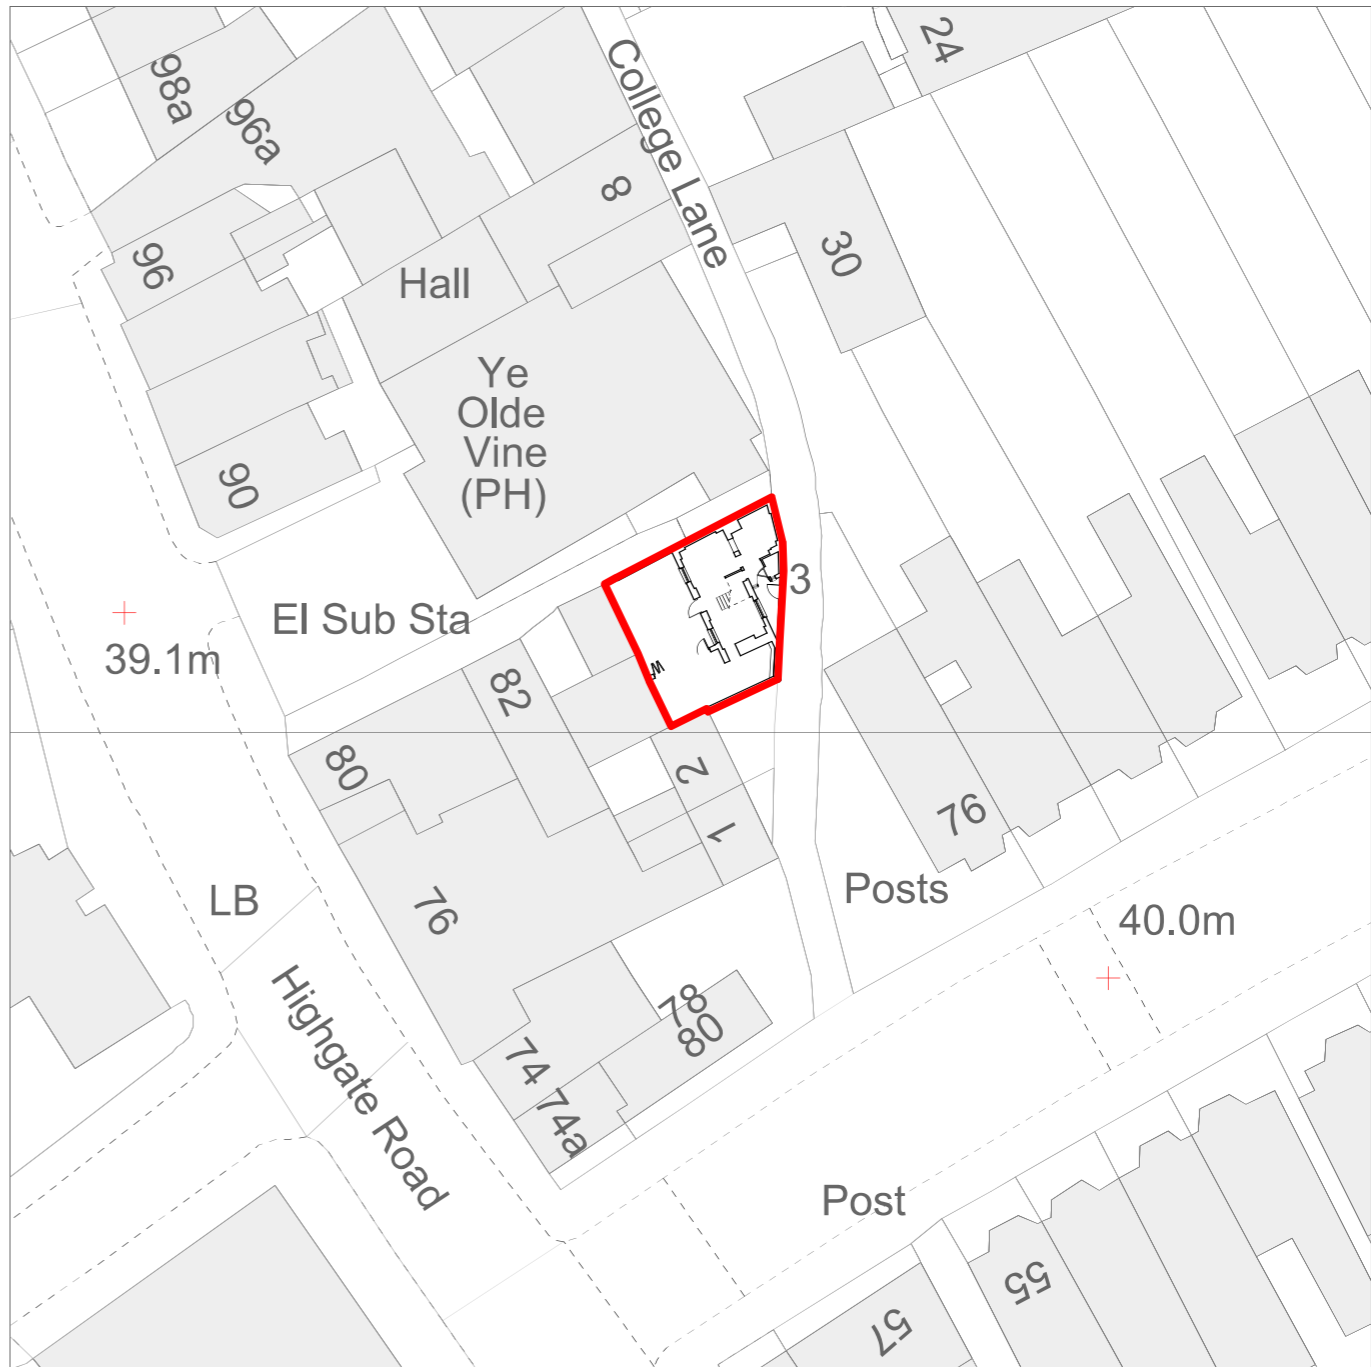 24
98a
96a
College Lane
8
96
30
Hall
Ye
Olde
Vine
(PH)
90
3
El Sub Sta
39.1m
82
80
2
76
1
LB
76
Posts
40.0m
Highgate Road
78
80
74
74a
Post
55
57